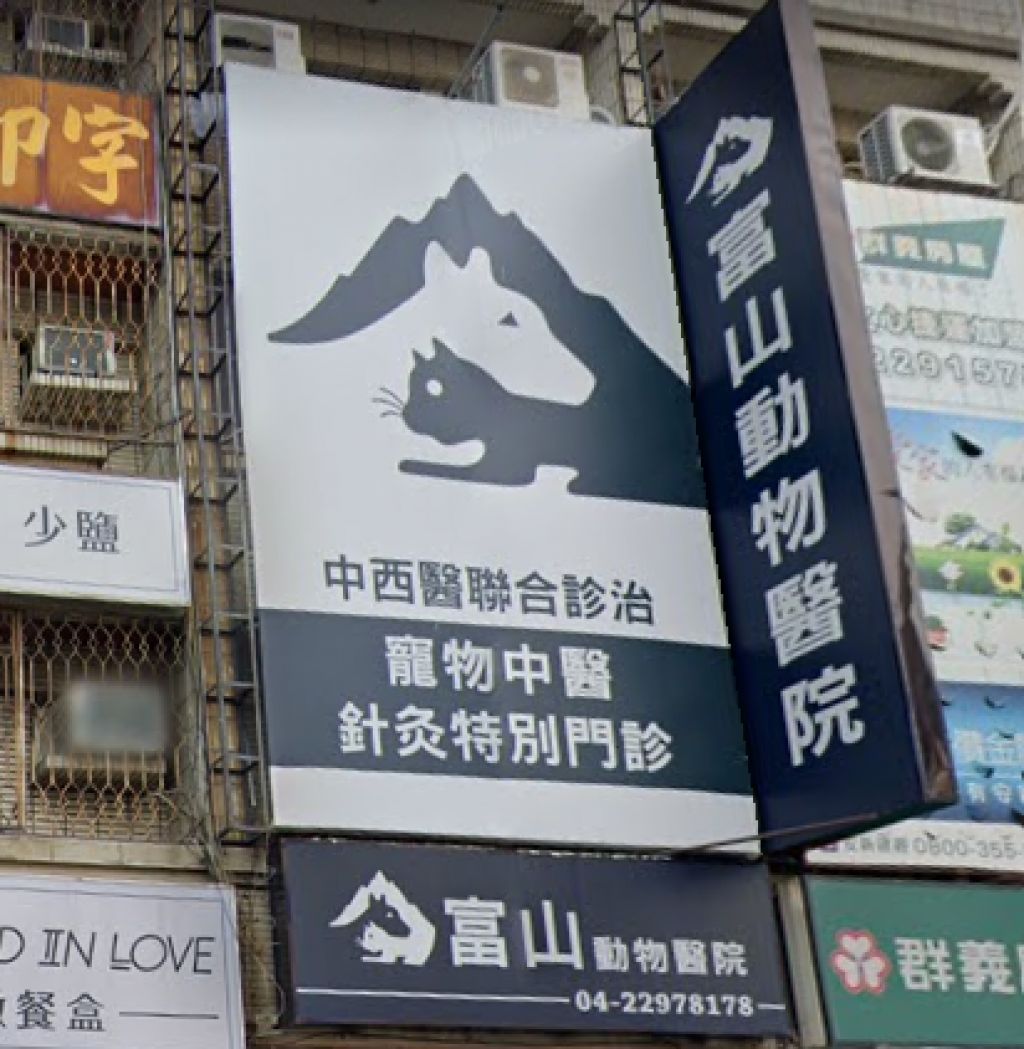 字
少鹽
IN LOVE
餐盒
中西醫聯合診治
寵物中醫
針灸特別門診
富山動物醫院
富山動物醫院
04-22978178
群義
0800-355